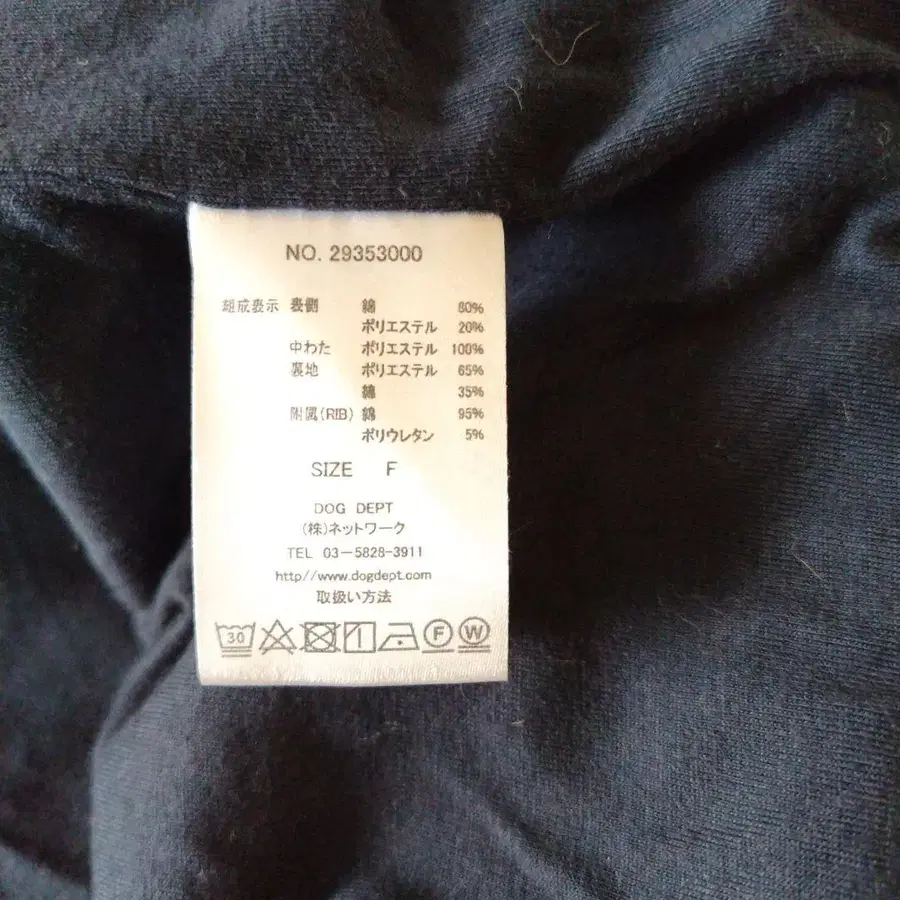 NO. 29353000
組成表示 表側 綿 80%
ポリエステル 20%
中わた ポリエステル 100%
裏地 ポリエステル 65%
綿 35%
附属(RIB) 綿 95%
ポリウレタン 5%
SIZE F
DOG DEPT
(株)ネットワーク
TEL 03-5828-3911
http://www.dogdept.com
取扱い方法
30 F W